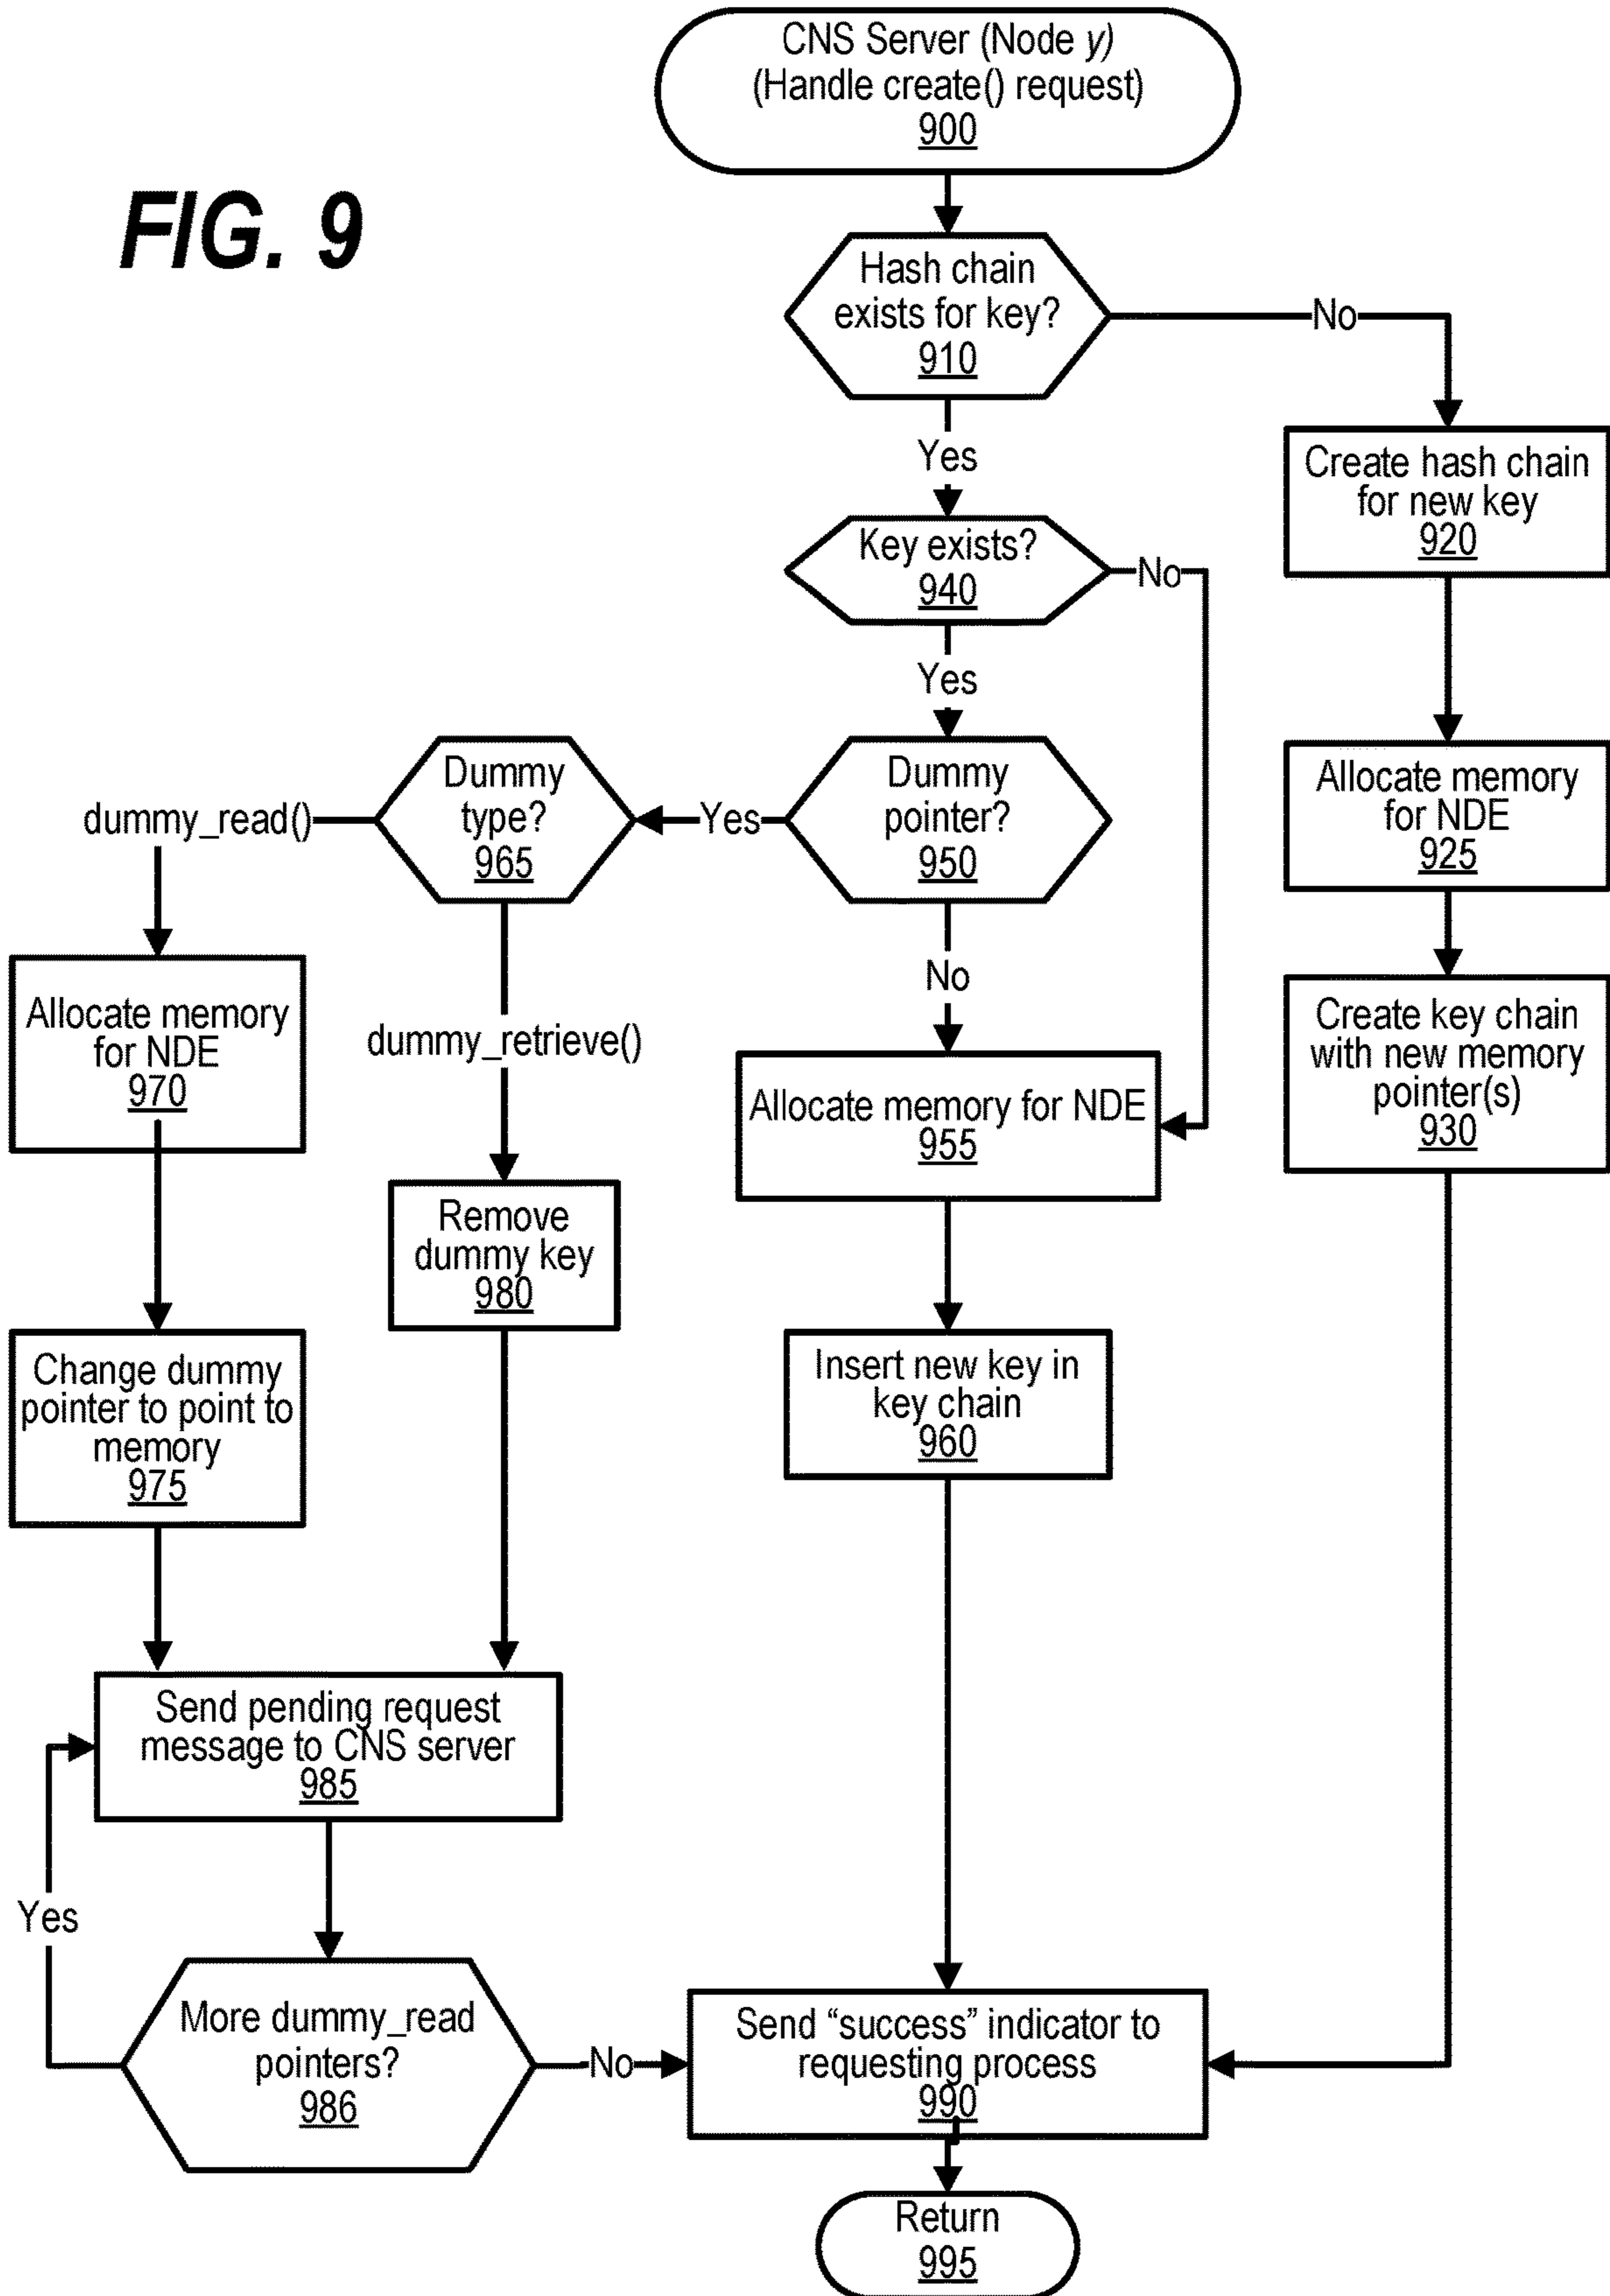 CNS Server (Node y)
(Handle create() request)
900
FIG. 9
Hash chain
exists for key?
910
No
Yes
Create hash chain
for new key
920
Key exists?
940
No
Yes
Dummy
type?
965
Dummy
pointer?
950
Yes
dummy_read()
Allocate memory
for NDE
925
No
dummy_retrieve()
Allocate memory
for NDE
970
Create key chain
with new memory
pointer(s)
930
Allocate memory for NDE
955
Remove
dummy key
980
Change dummy
pointer to point to
memory
975
Insert new key in
key chain
960
Send pending request
message to CNS server
985
Yes
More dummy_read
pointers?
986
No
Send “success” indicator to
requesting process
990
Return
995